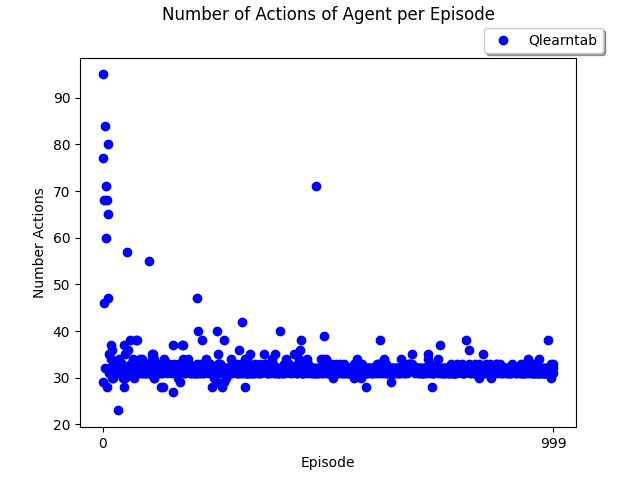 Number of Actions of Agent per Episode
Qlearntab
90
80
70
60
50
40
30
20
Number Actions
0
999
Episode